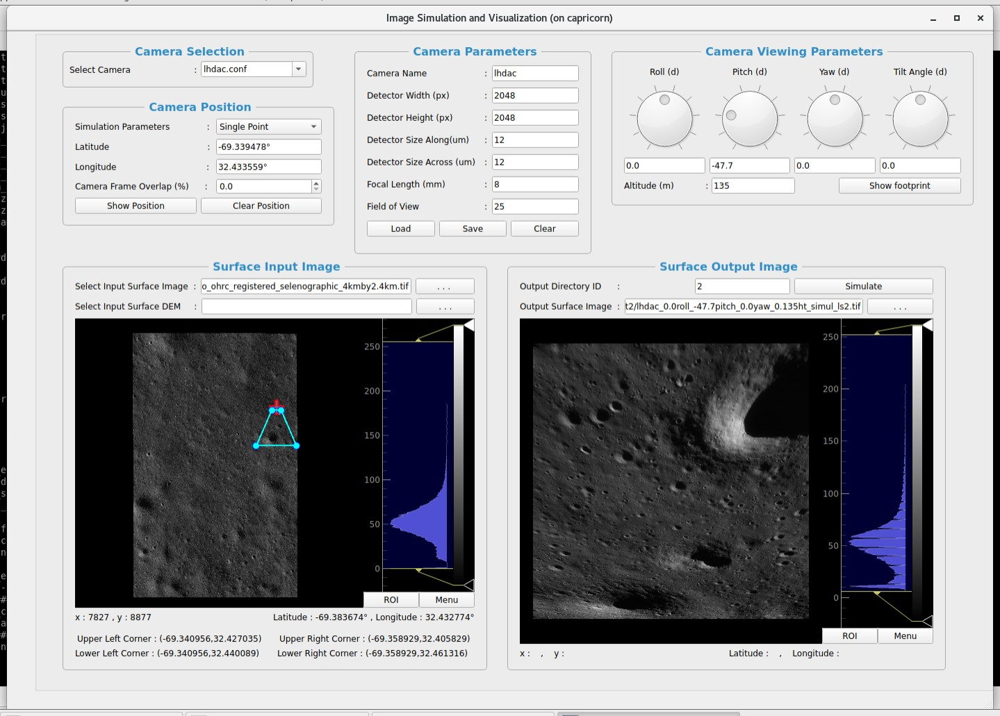 Image Simulation and Visualization (on capricorn)
Camera Selection
Select Camera : lhdac.conf
Camera Position
Simulation Parameters : Single Point
Latitude : -69.339478°
Longitude : 32.433559°
Camera Frame Overlap (%) : 0.0
Show Position Clear Position
Camera Parameters
Camera Name : lhdac
Detector Width (px) : 2048
Detector Height (px) : 2048
Detector Size Along(um) : 12
Detector Size Across (um) : 12
Focal Length (mm) : 8
Field of View : 25
Load Save Clear
Camera Viewing Parameters
Roll (d) Pitch (d) Yaw (d) Tilt Angle (d)
0.0 -47.7 0.0 0.0
Altitude (m) : 135 Show footprint
Surface Input Image
Select Input Surface Image : o_ohrc_registered_selenographic_4kmby2.4km.tif ...
Select Input Surface DEM : ...
250
200
150
100
50
0
ROI Menu
x : 7827 , y : 8877 Latitude : -69.383674° , Longitude : 32.432774°
Upper Left Corner : (-69.340956,32.427035) Upper Right Corner : (-69.358929,32.405829)
Lower Left Corner : (-69.340956,32.440089) Lower Right Corner : (-69.358929,32.461316)
Surface Output Image
Output Directory ID : 2 Simulate
Output Surface Image : t2/lhdac_0.0roll_-47.7pitch_0.0yaw_0.135ht_simul_ls2.tif ...
250
200
150
100
50
0
ROI Menu
x : , y : Latitude : , Longitude :